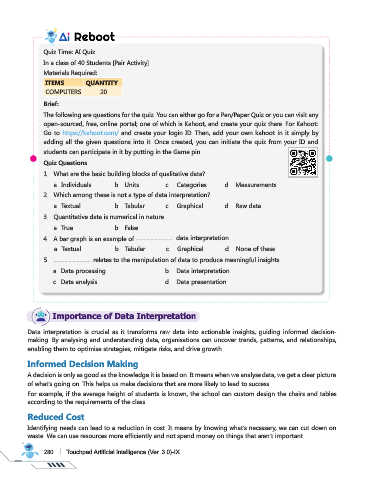 Ai Reboot
Quiz Time: AI Quiz
In a class of 40 Students (Pair Activity)
Materials Required:
ITEMS QUANTITY
COMPUTERS 20
Brief:
The following are questions for the quiz. You can either go for a Pen/Paper Quiz or you can visit any
open-sourced, free, online portal; one of which is Kahoot, and create your quiz there. For Kahoot:
Go to https://kahoot.com/ and create your login ID. Then, add your own kahoot in it simply by
adding all the given questions into it. Once created, you can initiate the quiz from your ID and
students can participate in it by putting in the Game pin.
Quiz Questions
1 What are the basic building blocks of qualitative data?
a Individuals b Units c Categories d Measurements
2 Which among these is not a type of data interpretation?
a Textual b Tabular c Graphical d Raw data
3 Quantitative data is numerical in nature
a True b False
4 A bar graph is an example of .................... data interpretation
a Textual b Tabular c Graphical d None of these
5 .................... relates to the manipulation of data to produce meaningful insights
a Data processing b Data interpretation
c Data analysis d Data presentation
Importance of Data Interpretation
Data interpretation is crucial as it transforms raw data into actionable insights, guiding informed decision-
making. By analysing and understanding data, organisations can uncover trends, patterns, and relationships,
enabling them to optimise strategies, mitigate risks, and drive growth.
Informed Decision Making
A decision is only as good as the knowledge it is based on. It means when we analyse data, we get a clear picture
of what's going on. This helps us make decisions that are more likely to lead to success.
For example, if the average height of students is known, the school can custom design the chairs and tables
according to the requirements of the class.
Reduced Cost
Identifying needs can lead to a reduction in cost. It means by knowing what's necessary, we can cut down on
waste. We can use resources more efficiently and not spend money on things that aren't important.
280 Touchpad Artificial Intelligence (Ver. 3.0)-IX